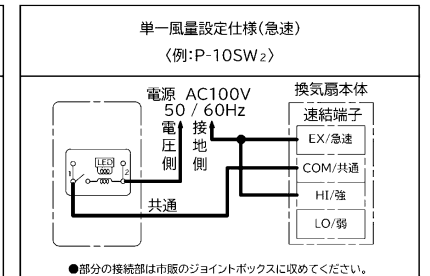 単一風量設定仕様(急速)
〈例:P-10SW₂〉
電源 AC100V
50 / 60Hz
電圧側
接地側
換気扇本体
速結端子
EX/急速
COM/共通
HI/強
LO/弱
LED
1
2
共通
●部分の接続部は市販のジョイントボックスに収めてください。